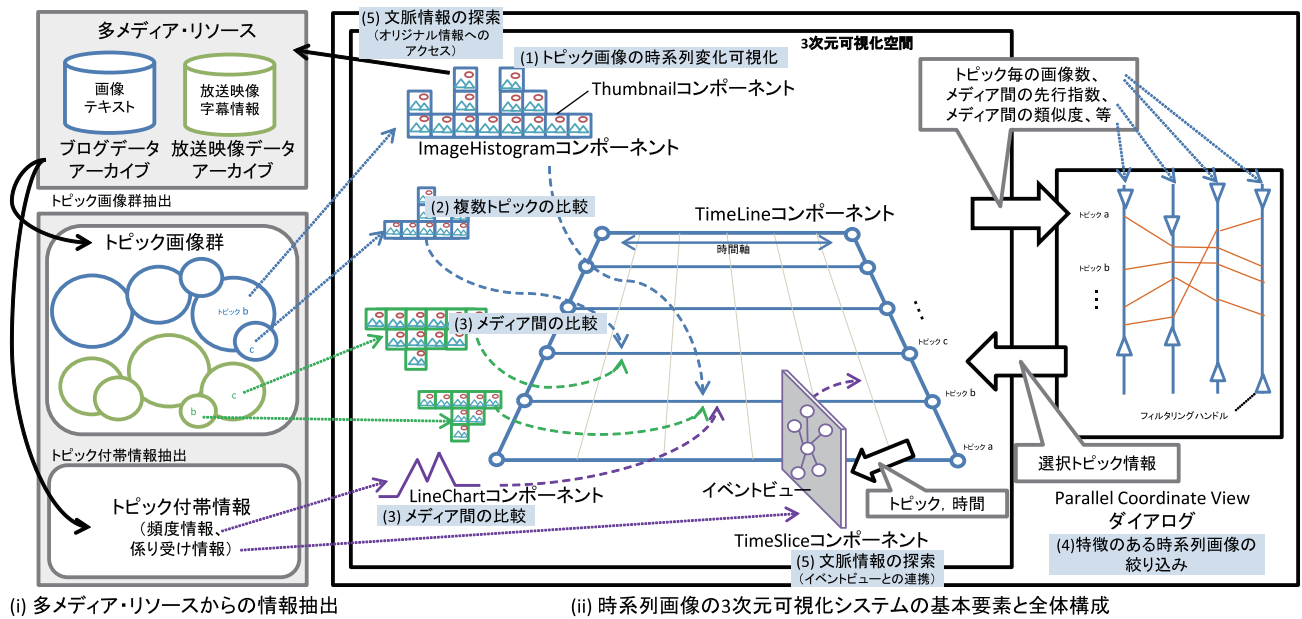 多メディア・リソース
画像
テキスト
放送映像
字幕情報
ブログデータ
アーカイブ
放送映像データ
アーカイブ
トピック画像群抽出
トピック画像群
トピック b
c
c
b
トピック付帯情報抽出
トピック付帯情報
(頻度情報、
係り受け情報)
(i) 多メディア・リソースからの情報抽出
(5) 文脈情報の探索
(オリジナル情報への
アクセス)
3次元可視化空間
(1) トピック画像の時系列変化可視化
Thumbnailコンポーネント
ImageHistogramコンポーネント
(2) 複数トピックの比較
TimeLineコンポーネント
時間軸
(3) メディア間の比較
⋮
トピック c
トピック b
トピック a
LineChartコンポーネント
(3) メディア間の比較
イベントビュー
トピック, 時間
TimeSliceコンポーネント
(5) 文脈情報の探索
(イベントビューとの連携)
トピック毎の画像数、
メディア間の先行指数、
メディア間の類似度、等
トピック a
トピック b
⋮
フィルタリングハンドル
選択トピック情報
Parallel Coordinate View
ダイアログ
(4)特徴のある時系列画像の
絞り込み
(ii) 時系列画像の3次元可視化システムの基本要素と全体構成